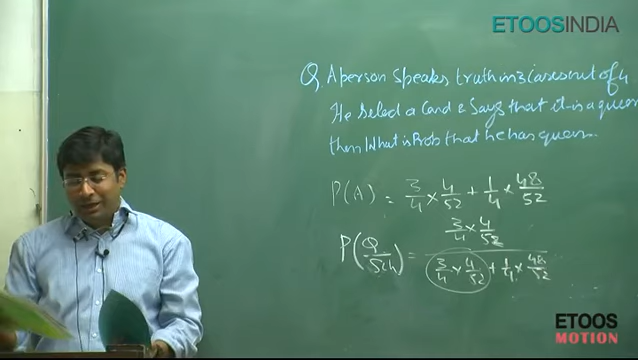 ETOOSINDIA
Q A person speaks truth in 3 cases out of 4
He select a card & says that it is a queen
then What is Prob that he has queen
P(A) = 3/4 × 4/52 + 1/4 × 48/52
P(Q/Such) = (3/4 × 4/52) / (3/4 × 4/52 + 1/4 × 48/52)
ETOOS
MOTION